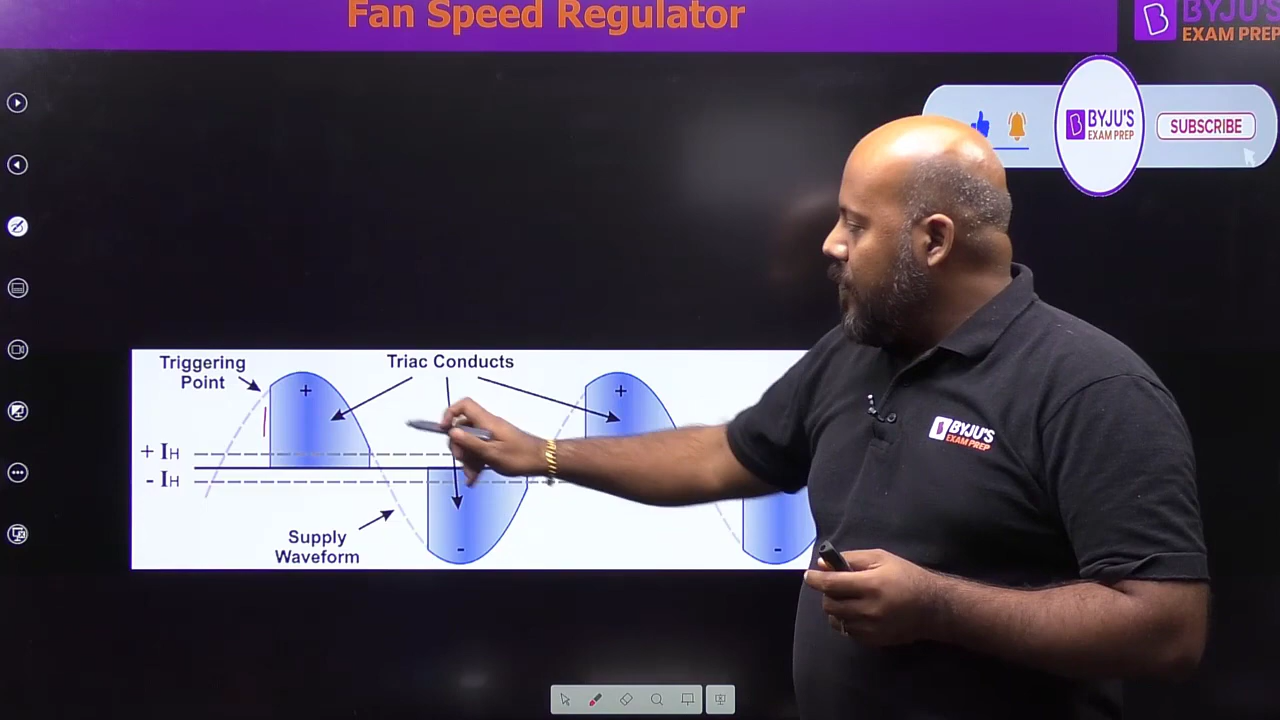 Fan Speed Regulator
BYJU'S
EXAM PREP
BYJU'S
EXAM PREP
SUBSCRIBE
Triggering
Point
Triac Conducts
+
+
+ IH
- IH
Supply
Waveform
-
-
BYJU'S
EXAM PREP